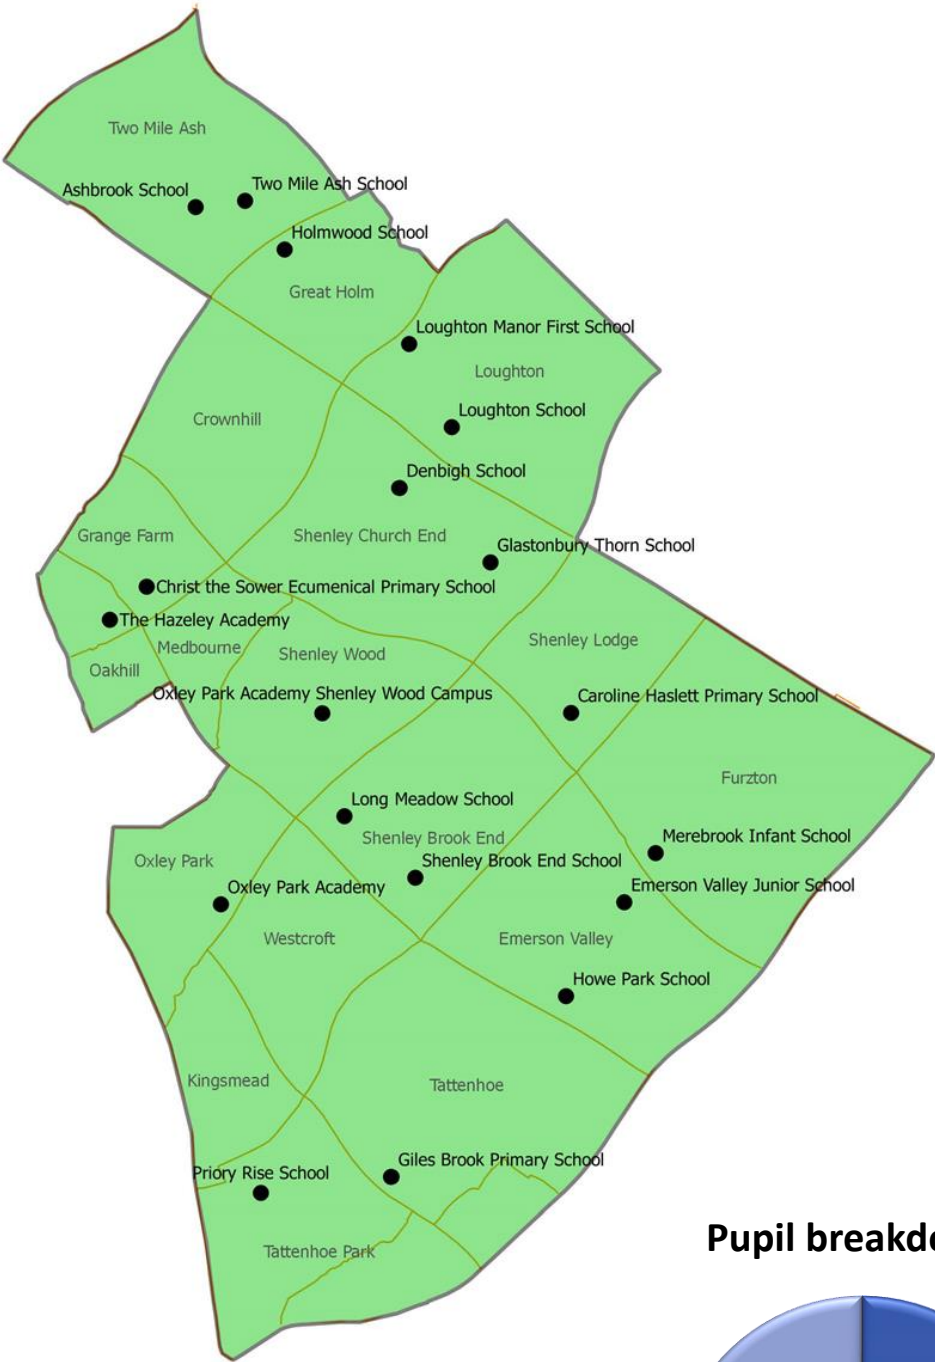 Two Mile Ash
Two Mile Ash School
Ashbrook School
Holmwood School
Great Holm
Loughton Manor First School
Loughton
Loughton School
Crownhill
Denbigh School
Grange Farm
Shenley Church End
Glastonbury Thorn School
Christ the Sower Ecumenical Primary School
The Hazeley Academy
Medbourne
Shenley Wood
Shenley Lodge
Oakhill
Oxley Park Academy Shenley Wood Campus
Caroline Haslett Primary School
Furzton
Long Meadow School
Shenley Brook End
Merebrook Infant School
Oxley Park
Shenley Brook End School
Oxley Park Academy
Emerson Valley Junior School
Westcroft
Emerson Valley
Howe Park School
Kingsmead
Tattenhoe
Giles Brook Primary School
Priory Rise School
Tattenhoe Park
Pupil